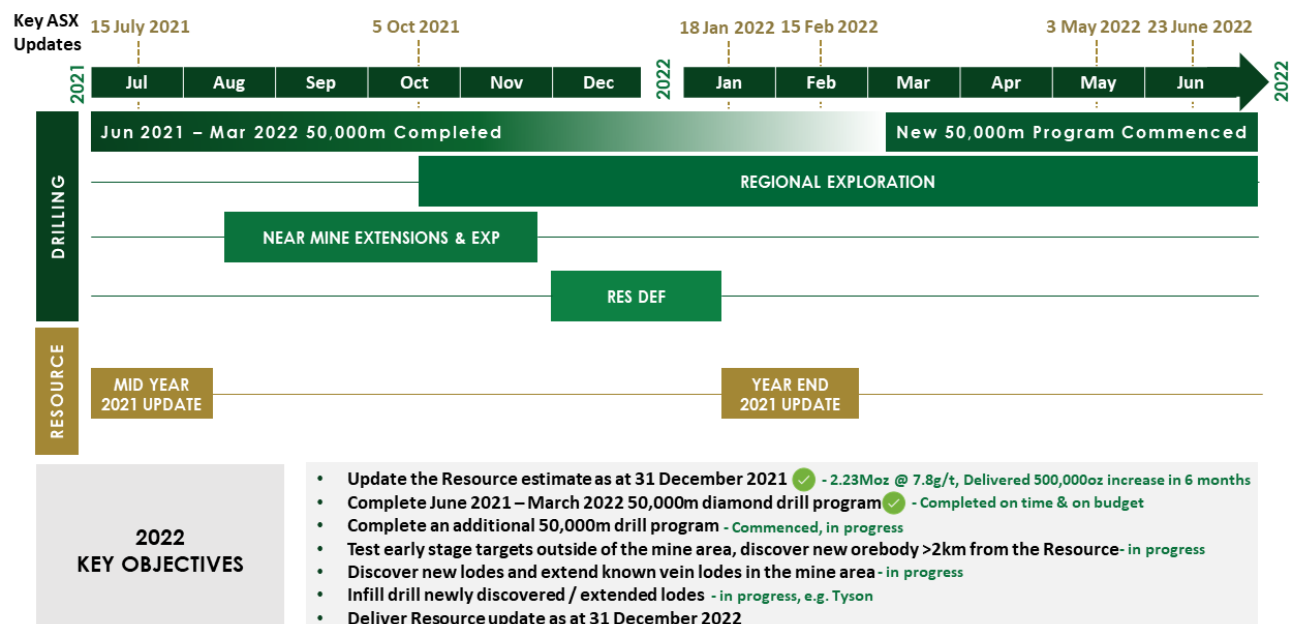 Key ASX
Updates
15 July 2021
5 Oct 2021
18 Jan 2022
15 Feb 2022
3 May 2022
23 June 2022
2021
Jul
Aug
Sep
Oct
Nov
Dec
2022
Jan
Feb
Mar
Apr
May
Jun
2022
DRILLING
Jun 2021 – Mar 2022 50,000m Completed
New 50,000m Program Commenced
REGIONAL EXPLORATION
NEAR MINE EXTENSIONS & EXP
RES DEF
RESOURCE
MID YEAR
2021 UPDATE
YEAR END
2021 UPDATE
2022
KEY OBJECTIVES
• Update the Resource estimate as at 31 December 2021 - 2.23Moz @ 7.8g/t, Delivered 500,000oz increase in 6 months
• Complete June 2021 – March 2022 50,000m diamond drill program - Completed on time & on budget
• Complete an additional 50,000m drill program - Commenced, in progress
• Test early stage targets outside of the mine area, discover new orebody >2km from the Resource- in progress
• Discover new lodes and extend known vein lodes in the mine area - in progress
• Infill drill newly discovered / extended lodes - in progress, e.g. Tyson
• Deliver Resource update as at 31 December 2022